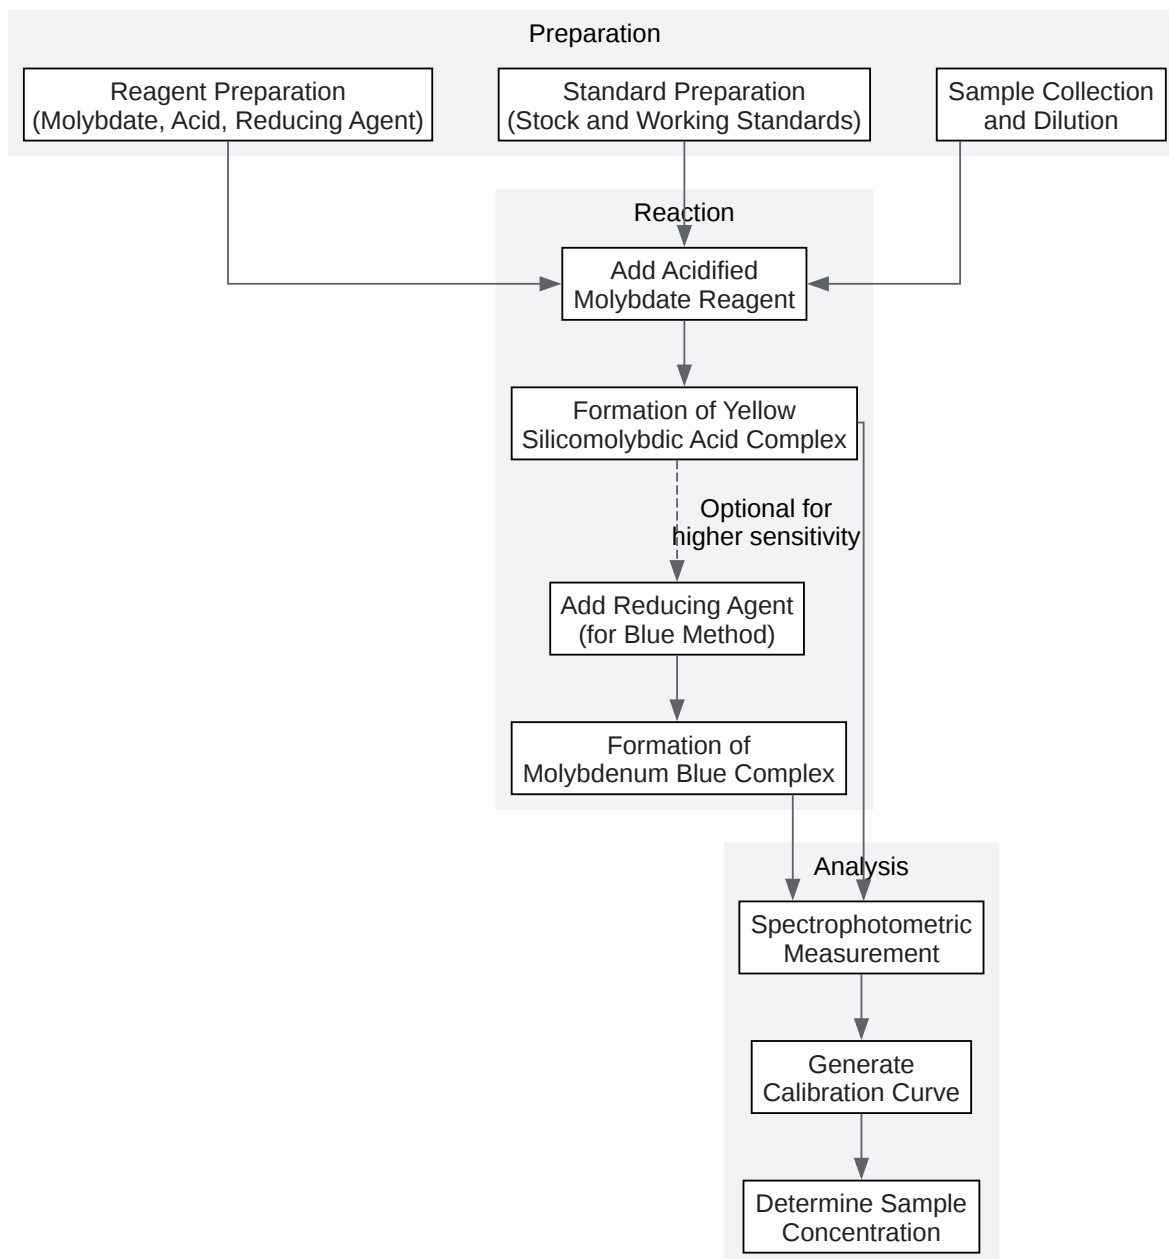 Preparation
Reagent Preparation
(Molybdate, Acid, Reducing Agent)
Standard Preparation
(Stock and Working Standards)
Sample Collection
and Dilution
Reaction
Add Acidified
Molybdate Reagent
Formation of Yellow
Silicomolybdic Acid Complex
Optional for
higher sensitivity
Add Reducing Agent
(for Blue Method)
Formation of
Molybdenum Blue Complex
Analysis
Spectrophotometric
Measurement
Generate
Calibration Curve
Determine Sample
Concentration